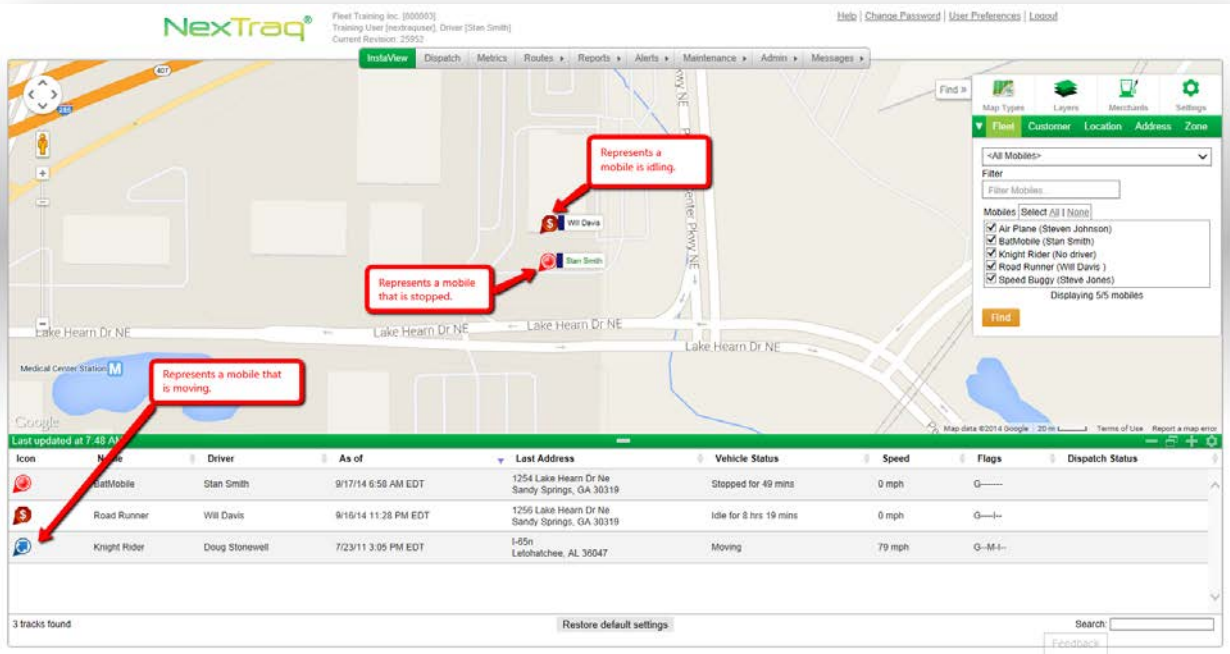 NexTraq®
Fleet Training Inc. [000003]
Training User [nextraquser], Driver [Stan Smith]
Current Revision: 25952
Help | Change Password | User Preferences | Logout
InstaView Dispatch Metrics Routes Reports Alerts Maintenance Admin Messages
407
285
Find »
Map Types Layers Merchants Settings
Fleet Customer Location Address Zone
<All Mobiles>
Filter
Filter Mobiles...
Mobiles Select All | None
Air Plane (Steven Johnson)
BatMobile (Stan Smith)
Knight Rider (No driver)
Road Runner (Will Davis )
Speed Buggy (Steve Jones)
Displaying 5/5 mobiles
Find
Represents a
mobile is idling.
$ Will Davis
Stan Smith
Represents a mobile
that is stopped.
Pkwy NE
Lake Hearn Dr NE
Lake Hearn Dr NE
Lake Hearn Dr NE
Lake Hearn Dr NE
Medical Center Station M
Represents a mobile that
is moving.
Google
Map data ©2014 Google 20 m Terms of Use Report a map error
Last updated at 7:48 AM
Icon Name Driver As of Last Address Vehicle Status Speed Flags Dispatch Status
BatMobile Stan Smith 9/17/14 6:58 AM EDT 1254 Lake Hearn Dr Ne Stopped for 49 mins 0 mph G------
Sandy Springs, GA 30319
$ Road Runner Will Davis 9/16/14 11:28 PM EDT 1256 Lake Hearn Dr Ne Idle for 8 hrs 19 mins 0 mph G----I--
Sandy Springs, GA 30319
Knight Rider Doug Stonewell 7/23/11 3:05 PM EDT I-65n Moving 79 mph G--M-I--
Letohatchee, AL 36047
3 tracks found Restore default settings Search:
Feedback